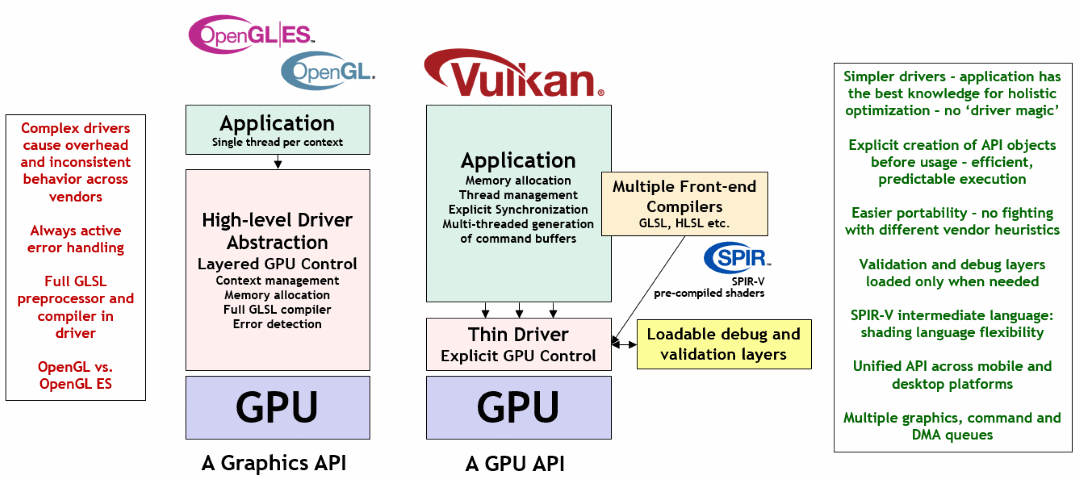 OpenGL|ES™
OpenGL.
Vulkan®
Complex drivers
cause overhead
and inconsistent
behavior across
vendors
Always active
error handling
Full GLSL
preprocessor and
compiler in
driver
OpenGL vs.
OpenGL ES
Application
Single thread per context
High-level Driver
Abstraction
Layered GPU Control
Context management
Memory allocation
Full GLSL compiler
Error detection
GPU
A Graphics API
Application
Memory allocation
Thread management
Explicit Synchronization
Multi-threaded generation
of command buffers
Multiple Front-end
Compilers
GLSL, HLSL etc.
SPIR™
SPIR-V
pre-compiled shaders
Thin Driver
Explicit GPU Control
Loadable debug and
validation layers
GPU
A GPU API
Simpler drivers - application has
the best knowledge for holistic
optimization – no ‘driver magic’
Explicit creation of API objects
before usage – efficient,
predictable execution
Easier portability – no fighting
with different vendor heuristics
Validation and debug layers
loaded only when needed
SPIR-V intermediate language:
shading language flexibility
Unified API across mobile and
desktop platforms
Multiple graphics, command and
DMA queues